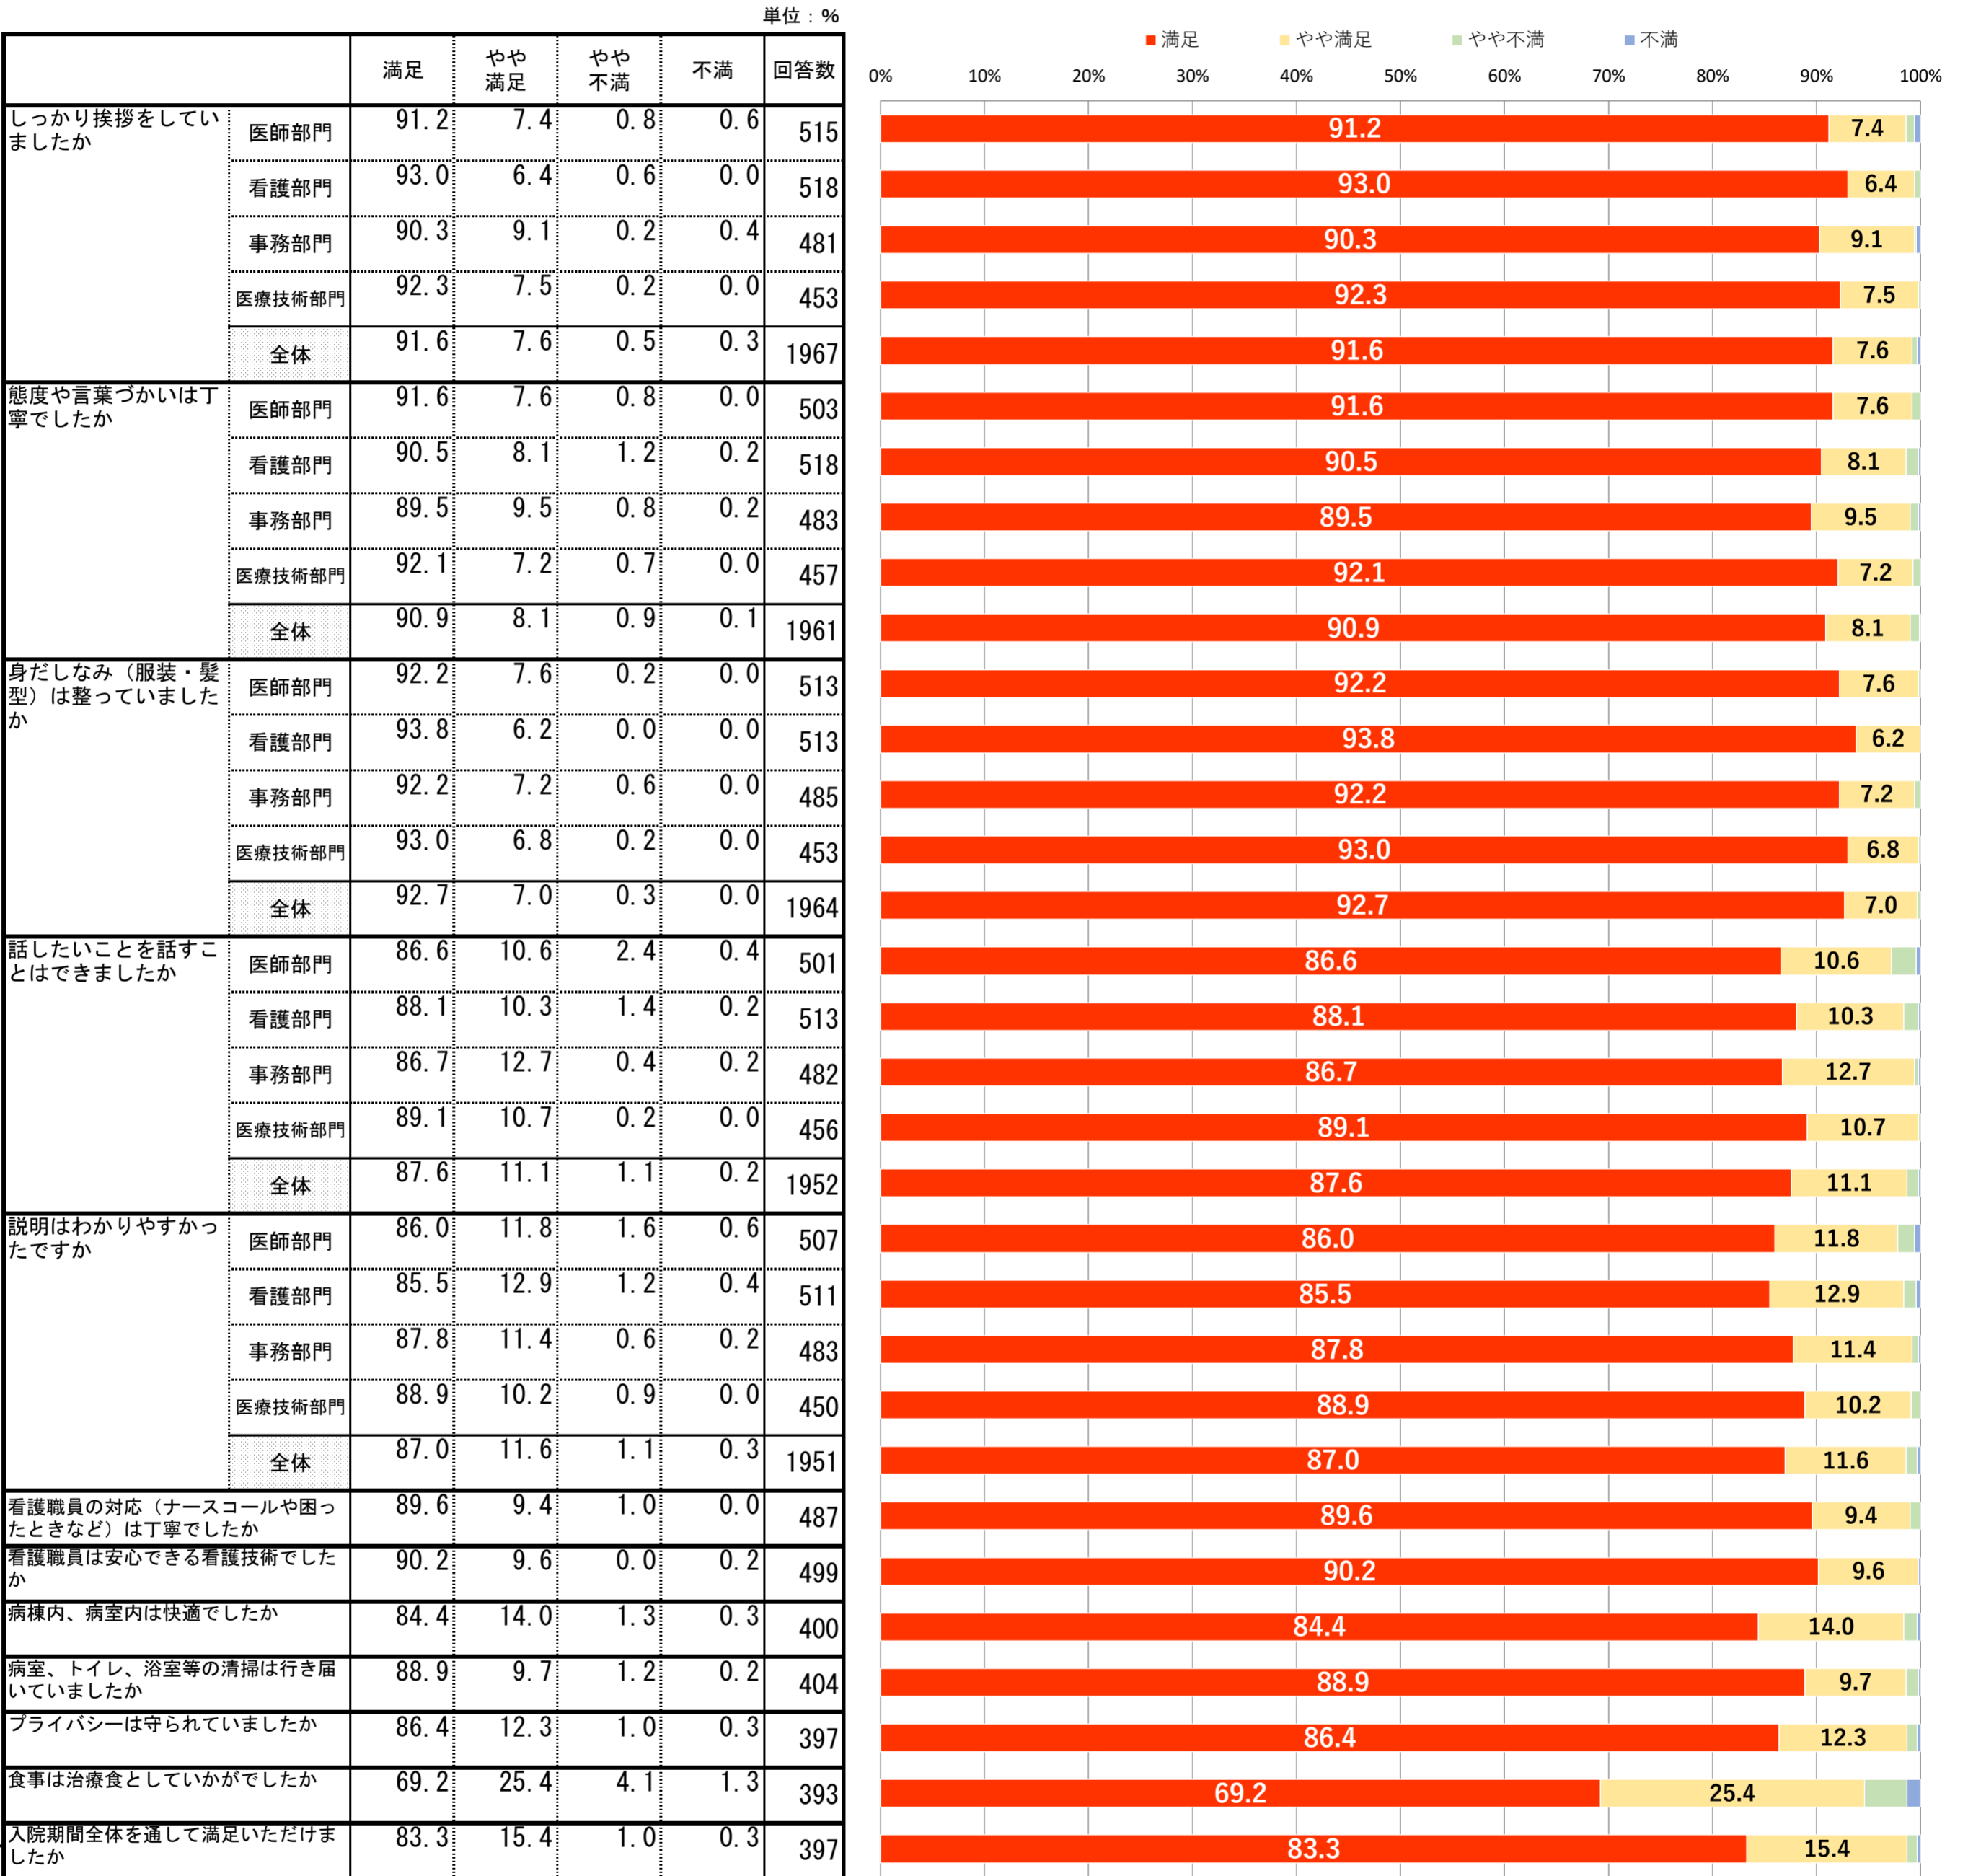 単位：%
満足 やや満足 やや不満 不満 回答数
しっかり挨拶をしてい
ましたか
医師部門 91.2 7.4 0.8 0.6 515
看護部門 93.0 6.4 0.6 0.0 518
事務部門 90.3 9.1 0.2 0.4 481
医療技術部門 92.3 7.5 0.2 0.0 453
全体 91.6 7.6 0.5 0.3 1967
態度や言葉づかいは丁
寧でしたか
医師部門 91.6 7.6 0.8 0.0 503
看護部門 90.5 8.1 1.2 0.2 518
事務部門 89.5 9.5 0.8 0.2 483
医療技術部門 92.1 7.2 0.7 0.0 457
全体 90.9 8.1 0.9 0.1 1961
身だしなみ（服装・髪
型）は整っていました
か
医師部門 92.2 7.6 0.2 0.0 513
看護部門 93.8 6.2 0.0 0.0 513
事務部門 92.2 7.2 0.6 0.0 485
医療技術部門 93.0 6.8 0.2 0.0 453
全体 92.7 7.0 0.3 0.0 1964
話したいことを話すこ
とはできましたか
医師部門 86.6 10.6 2.4 0.4 501
看護部門 88.1 10.3 1.4 0.2 513
事務部門 86.7 12.7 0.4 0.2 482
医療技術部門 89.1 10.7 0.2 0.0 456
全体 87.6 11.1 1.1 0.2 1952
説明はわかりやすかっ
たですか
医師部門 86.0 11.8 1.6 0.6 507
看護部門 85.5 12.9 1.2 0.4 511
事務部門 87.8 11.4 0.6 0.2 483
医療技術部門 88.9 10.2 0.9 0.0 450
全体 87.0 11.6 1.1 0.3 1951
看護職員の対応（ナースコールや困っ
たときなど）は丁寧でしたか
89.6 9.4 1.0 0.0 487
看護職員は安心できる看護技術でした
か
90.2 9.6 0.0 0.2 499
病棟内、病室内は快適でしたか
84.4 14.0 1.3 0.3 400
病室、トイレ、浴室等の清掃は行き届
いていましたか
88.9 9.7 1.2 0.2 404
プライバシーは守られていましたか
86.4 12.3 1.0 0.3 397
食事は治療食としていかがでしたか
69.2 25.4 4.1 1.3 393
入院期間全体を通して満足いただけま
したか
83.3 15.4 1.0 0.3 397
満足 やや満足 やや不満 不満
0% 10% 20% 30% 40% 50% 60% 70% 80% 90% 100%
91.2 7.4
93.0 6.4
90.3 9.1
92.3 7.5
91.6 7.6
91.6 7.6
90.5 8.1
89.5 9.5
92.1 7.2
90.9 8.1
92.2 7.6
93.8 6.2
92.2 7.2
93.0 6.8
92.7 7.0
86.6 10.6
88.1 10.3
86.7 12.7
89.1 10.7
87.6 11.1
86.0 11.8
85.5 12.9
87.8 11.4
88.9 10.2
87.0 11.6
89.6 9.4
90.2 9.6
84.4 14.0
88.9 9.7
86.4 12.3
69.2 25.4
83.3 15.4